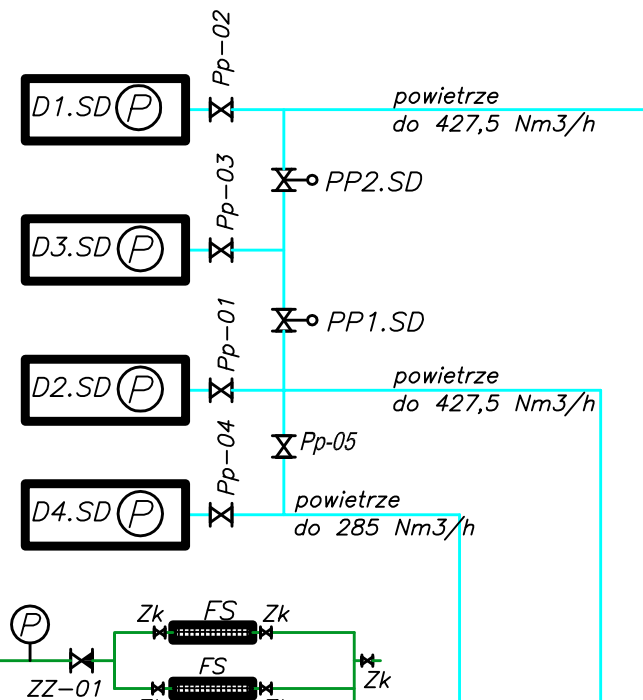 Pp-02
D1.SD P
powietrze
do 427,5 Nm3/h
Pp-03
PP2.SD
D3.SD P
Pp-01
PP1.SD
D2.SD P
powietrze
do 427,5 Nm3/h
Pp-04
Pp-05
D4.SD P
powietrze
do 285 Nm3/h
P
Zk FS Zk
ZZ-01
FS
Zk
Zk Zk